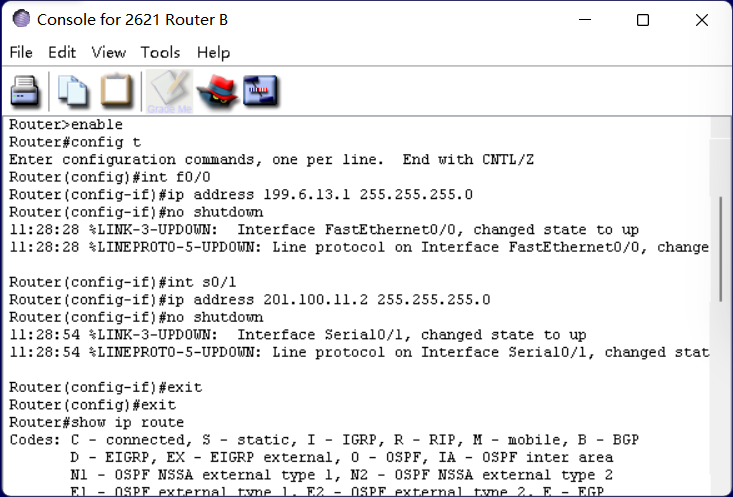 Console for 2621 Router B
File Edit View Tools Help
Grade Me
Router>enable
Router#config t
Enter configuration commands, one per line.  End with CNTL/Z
Router(config)#int f0/0
Router(config-if)#ip address 199.6.13.1 255.255.255.0
Router(config-if)#no shutdown
11:28:28 %LINK-3-UPDOWN:  Interface FastEthernet0/0, changed state to up
11:28:28 %LINEPROTO-5-UPDOWN: Line protocol on Interface FastEthernet0/0, change
Router(config-if)#int s0/1
Router(config-if)#ip address 201.100.11.2 255.255.255.0
Router(config-if)#no shutdown
11:28:54 %LINK-3-UPDOWN:  Interface Serial0/1, changed state to up
11:28:54 %LINEPROTO-5-UPDOWN: Line protocol on Interface Serial0/1, changed stat
Router(config-if)#exit
Router(config)#exit
Router#show ip route
Codes: C - connected, S - static, I - IGRP, R - RIP, M - mobile, B - BGP
D - EIGRP, EX - EIGRP external, O - OSPF, IA - OSPF inter area
N1 - OSPF NSSA external type 1, N2 - OSPF NSSA external type 2
E1 - OSPF external type 1, E2 - OSPF external type 2, E - EGP